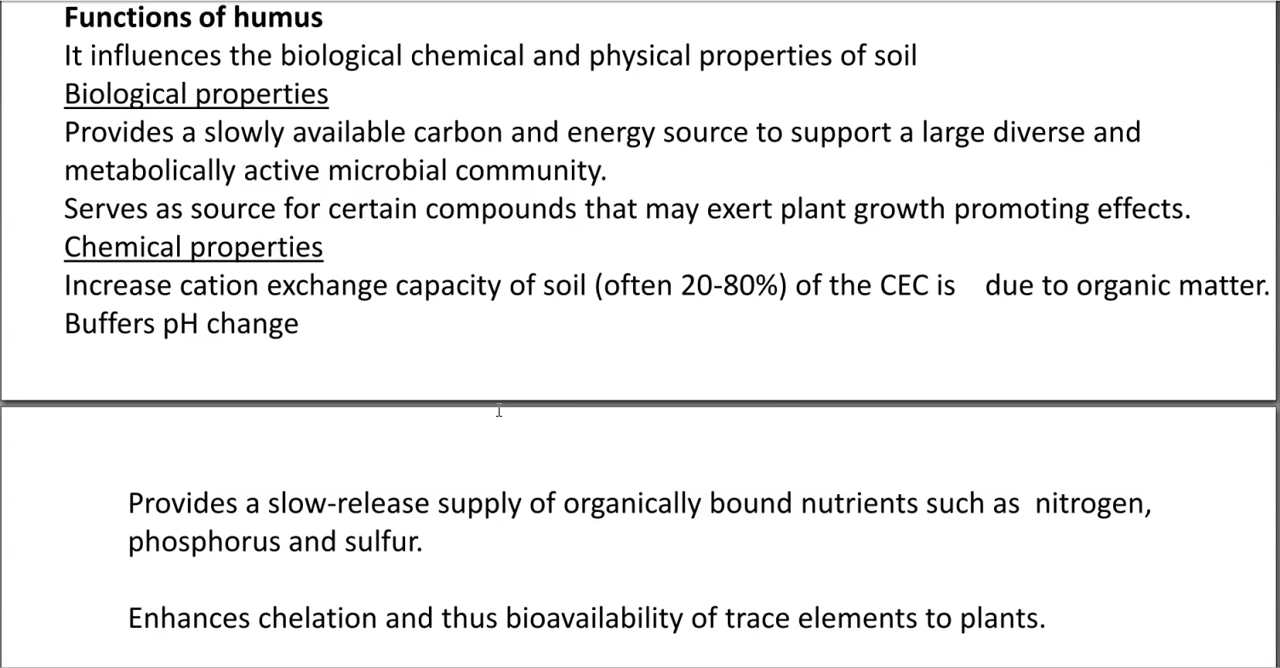 Functions of humus
It influences the biological chemical and physical properties of soil
Biological properties
Provides a slowly available carbon and energy source to support a large diverse and
metabolically active microbial community.
Serves as source for certain compounds that may exert plant growth promoting effects.
Chemical properties
Increase cation exchange capacity of soil (often 20-80%) of the CEC is due to organic matter.
Buffers pH change
Provides a slow-release supply of organically bound nutrients such as nitrogen,
phosphorus and sulfur.
Enhances chelation and thus bioavailability of trace elements to plants.